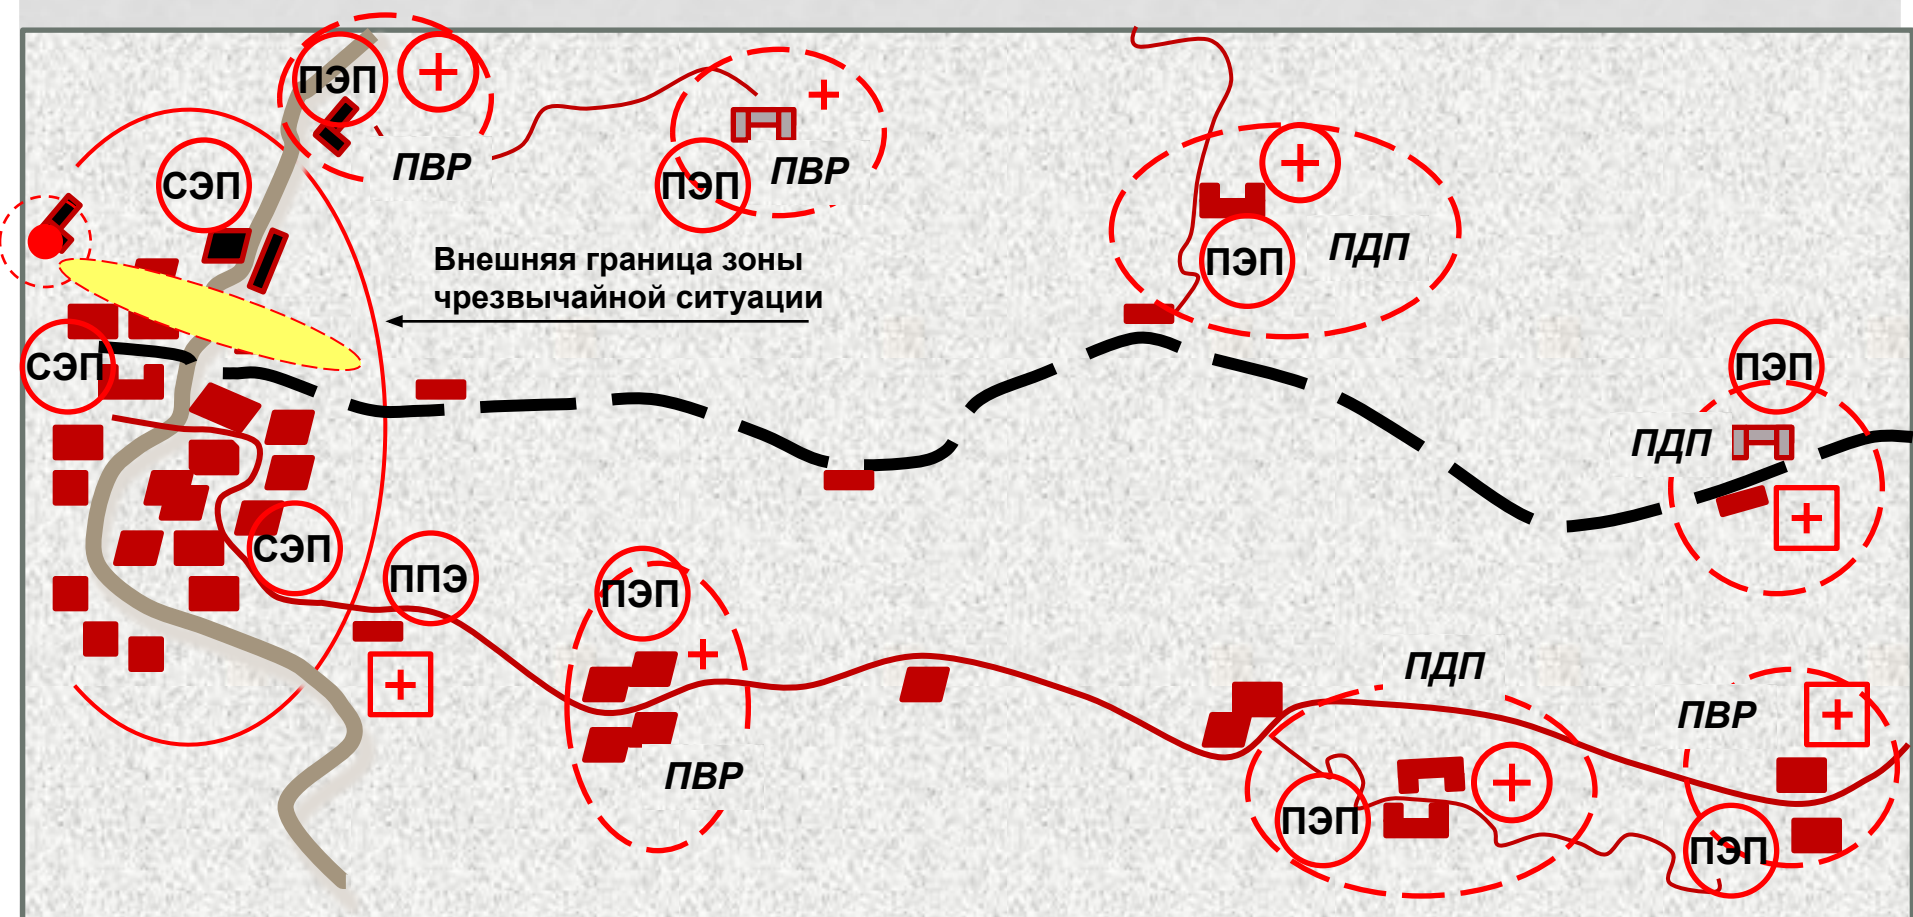 ПЭП
ПВР
СЭП
ПЭП
ПВР
ПЭП
ПДП
Внешняя граница зоны
чрезвычайной ситуации
СЭП
ПЭП
ПДП
СЭП
ППЭ
ПЭП
ПВР
ПДП
ПЭП
ПВР
ПЭП